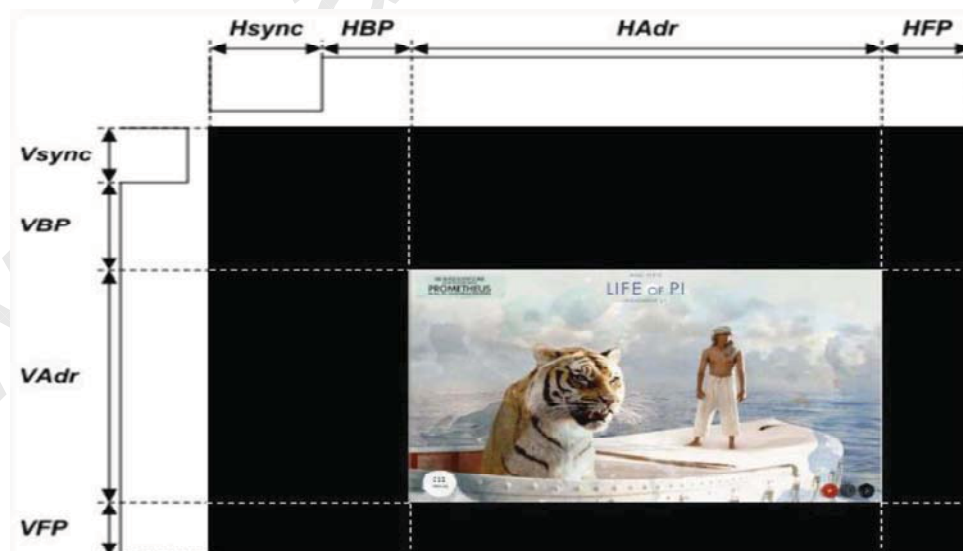 Hsync HBP HAdr HFP
Vsync
VBP
VAdr
VFP
PROMETHEUS
LIFE OF PI